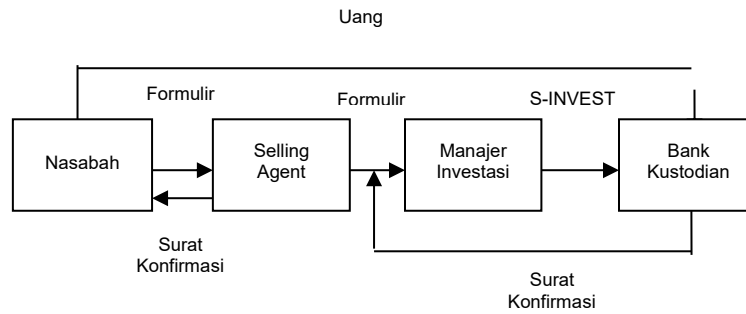 Uang
Formulir
Formulir
S-INVEST
Nasabah
Selling
Agent
Manajer
Investasi
Bank
Kustodian
Surat
Konfirmasi
Surat
Konfirmasi